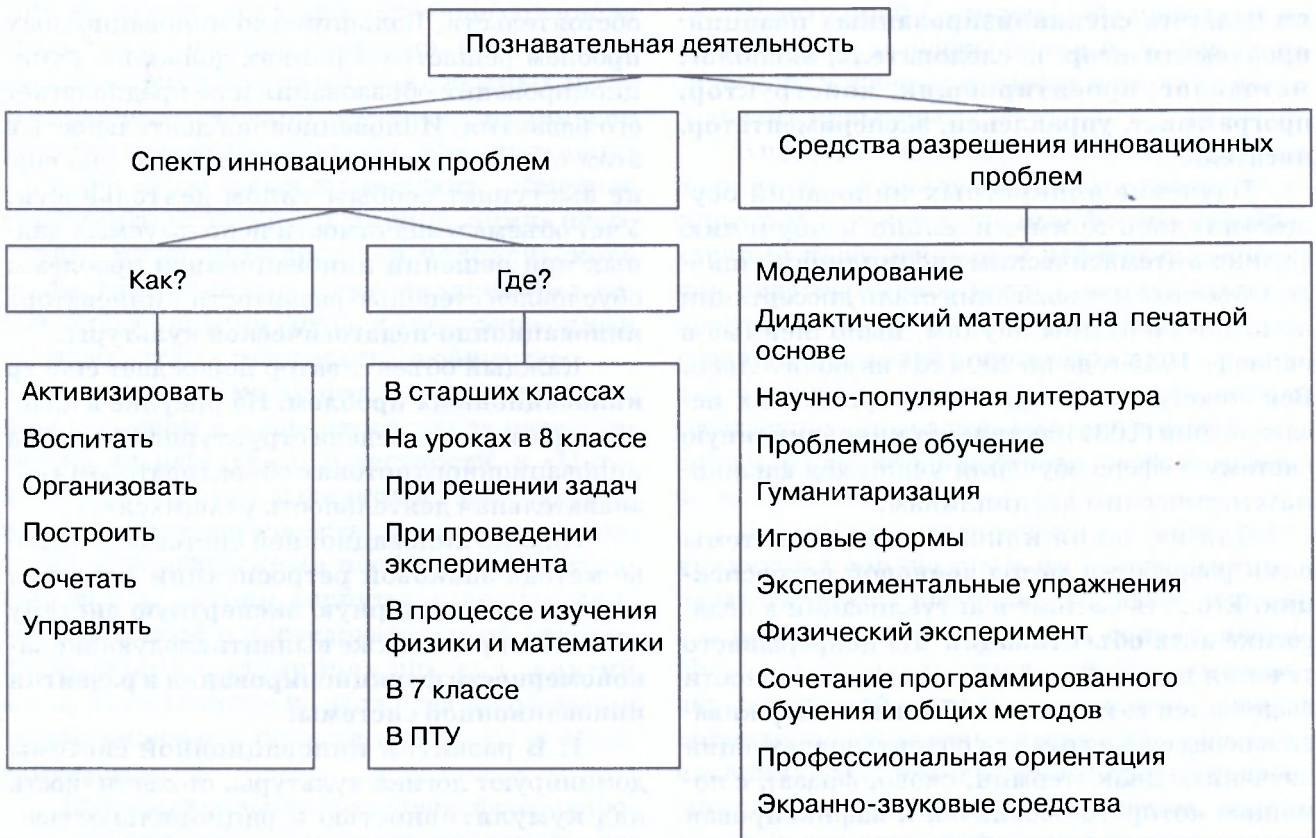 Познавательная деятельность
Спектр инновационных проблем
Средства разрешения инновационных
проблем
Как?
Где?
Активизировать
Воспитать
Организовать
Построить
Сочетать
Управлять
В старших классах
На уроках в 8 классе
При решении задач
При проведении
эксперимента
В процессе изучения
физики и математики
В 7 классе
В ПТУ
Моделирование
Дидактический материал на печатной
основе
Научно-популярная литература
Проблемное обучение
Гуманитаризация
Игровые формы
Экспериментальные упражнения
Физический эксперимент
Сочетание программированного
обучения и общих методов
Профессиональная ориентация
Экранно-звуковые средства